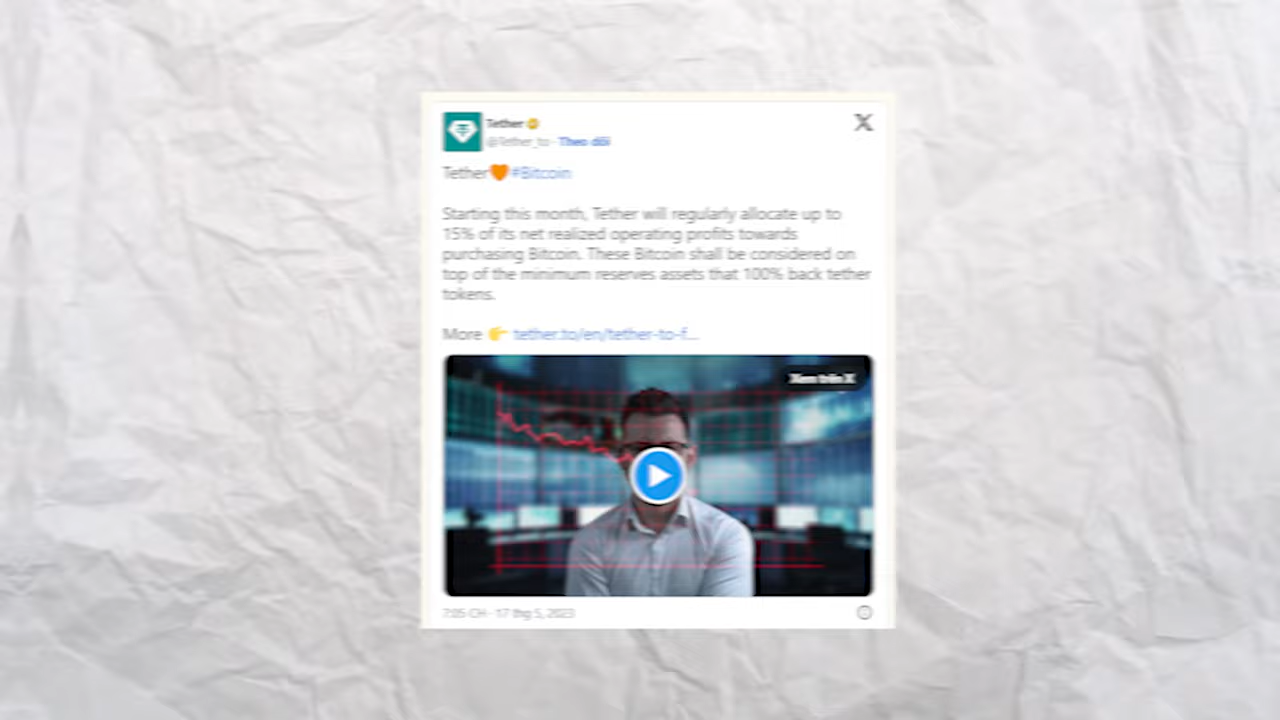 Tether
@Tether_to · Theo dõi
Tether🧡#Bitcoin
Starting this month, Tether will regularly allocate up to
15% of its net realized operating profits towards
purchasing Bitcoin. These Bitcoin shall be considered on
top of the minimum reserves assets that 100% back tether
tokens.
More 👉 tether.to/en/tether-to-f...
Xem trên X
7:05 CH · 17 thg 5, 2023